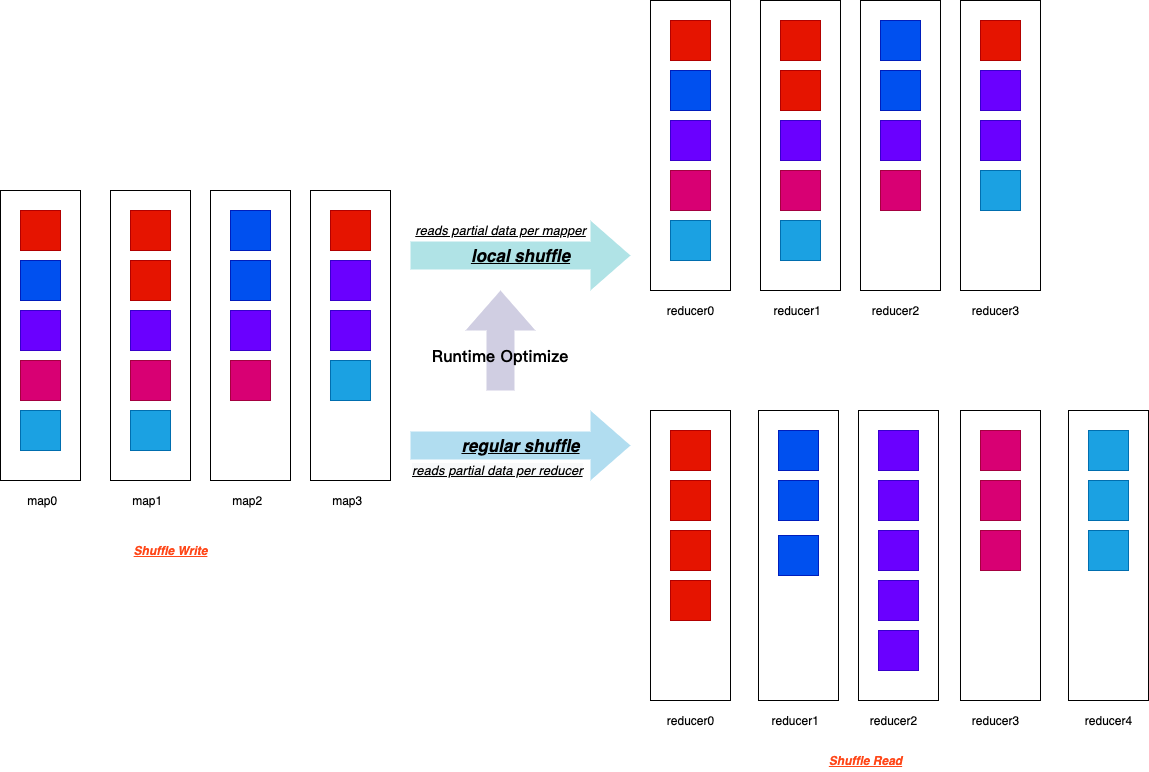 reducer0
reducer1
reducer2
reducer3
reads partial data per mapper
local shuffle
Runtime Optimize
regular shuffle
reads partial data per reducer
map0
map1
map2
map3
Shuffle Write
reducer0
reducer1
reducer2
reducer3
reducer4
Shuffle Read